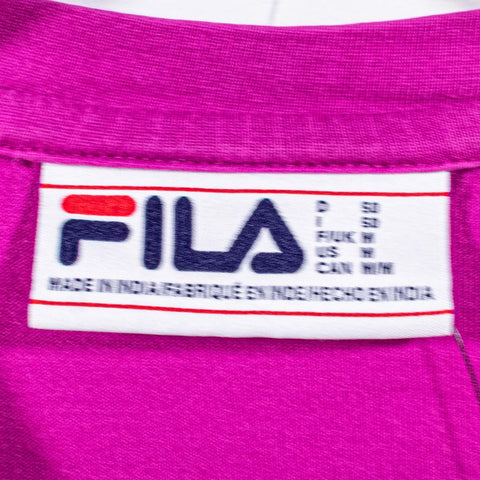 FILA
D 50
I 50
F/UK M
US M
CAN M/M
MADE IN INDIA/FABRIQUÉ EN INDE/HECHO EN INDIA